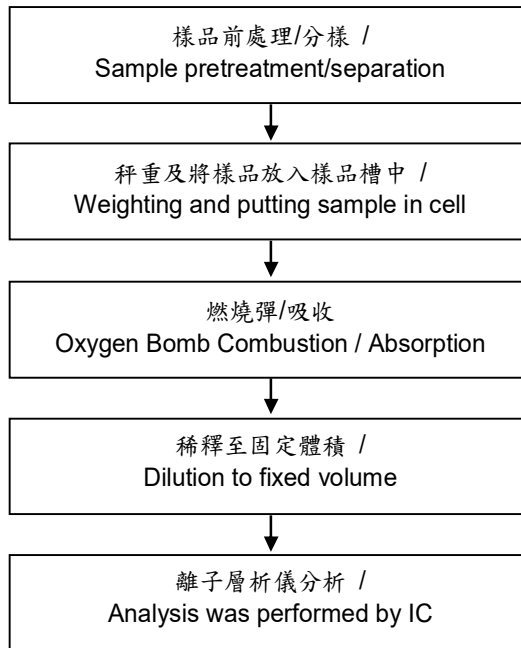 樣品前處理/分樣 /
Sample pretreatment/separation
秤重及將樣品放入樣品槽中 /
Weighting and putting sample in cell
燃燒彈/吸收
Oxygen Bomb Combustion / Absorption
稀釋至固定體積 /
Dilution to fixed volume
離子層析儀分析 /
Analysis was performed by IC